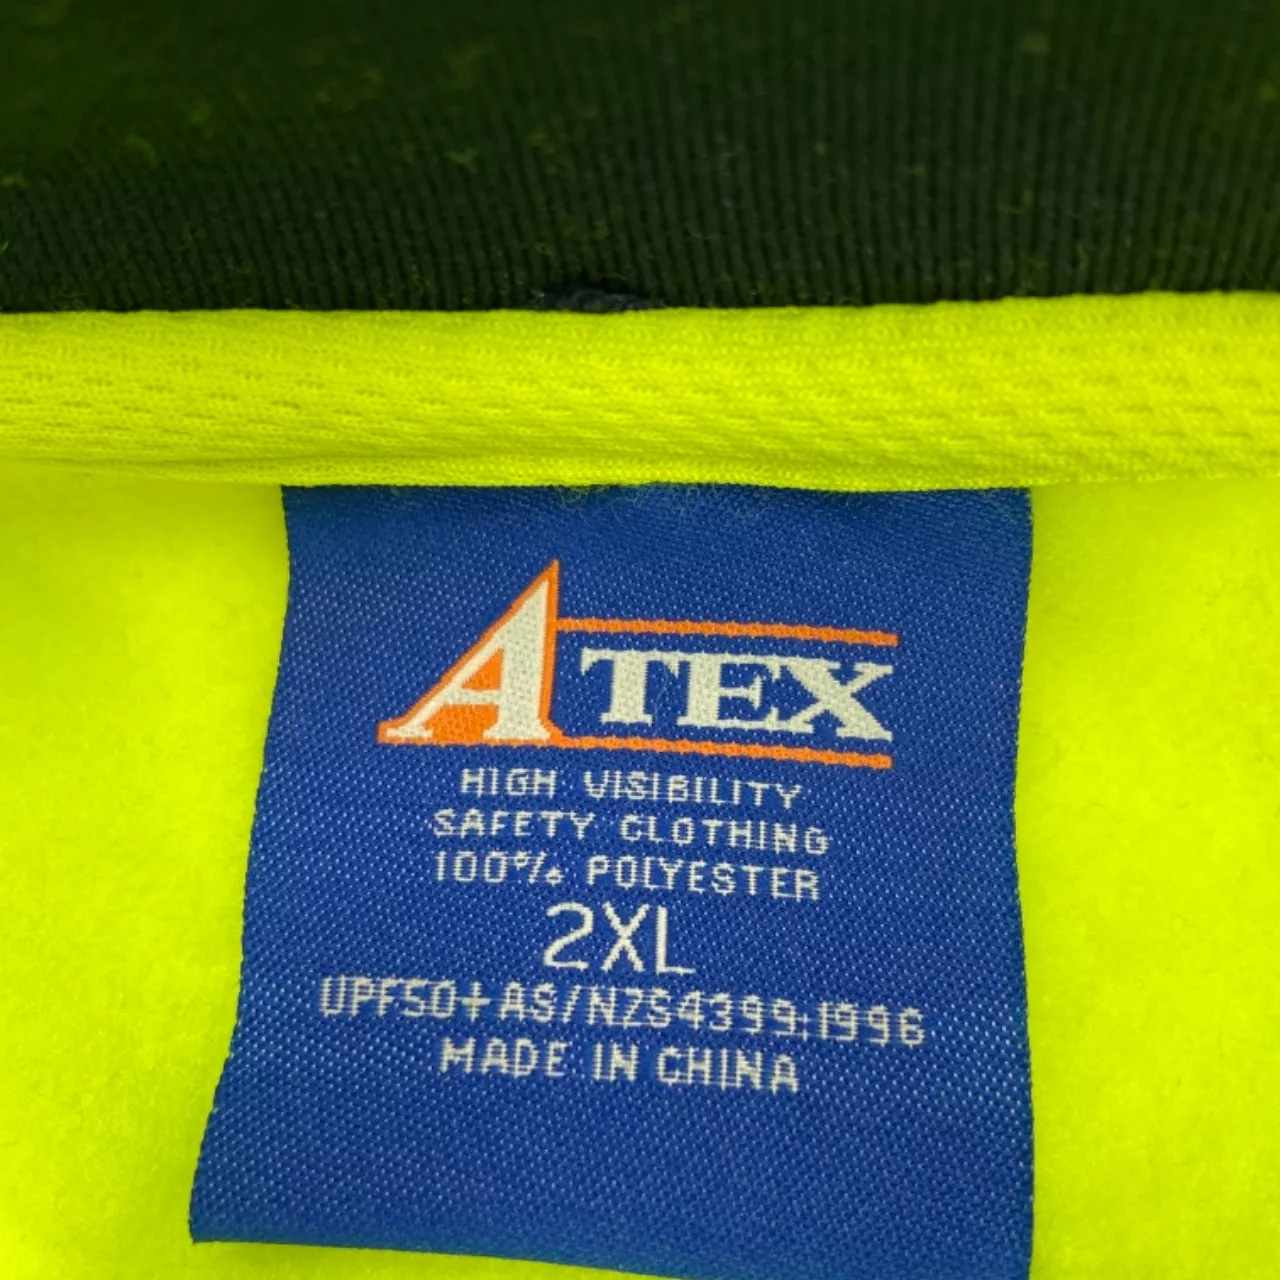 ATEX
HIGH VISIBILITY
SAFETY CLOTHING
100% POLYESTER
2XL
UPF50+AS/NZS4399:1996
MADE IN CHINA